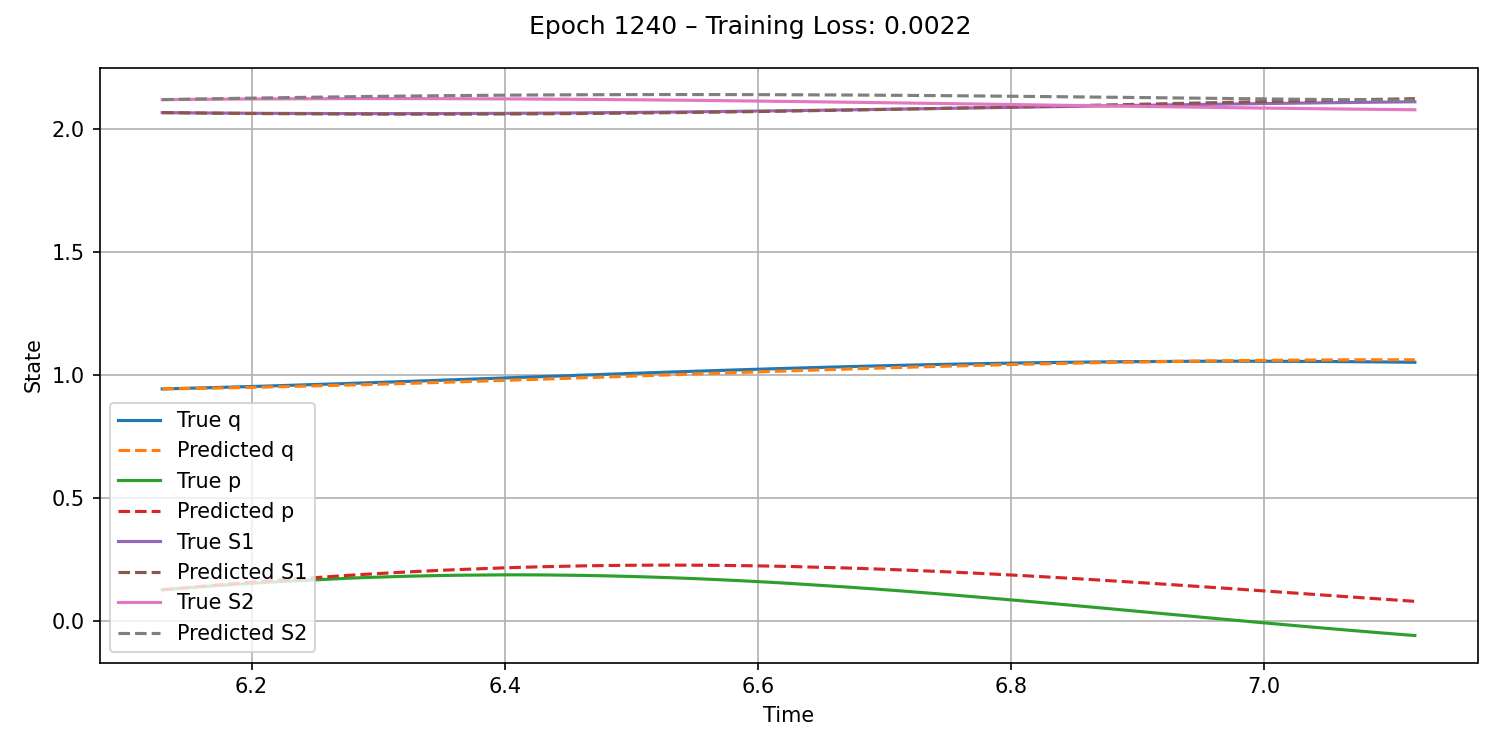 Epoch 1240 – Training Loss: 0.0022
2.0
1.5
1.0
0.5
0.0
State
True q
Predicted q
True p
Predicted p
True S1
Predicted S1
True S2
Predicted S2
6.2 6.4 6.6 6.8 7.0
Time